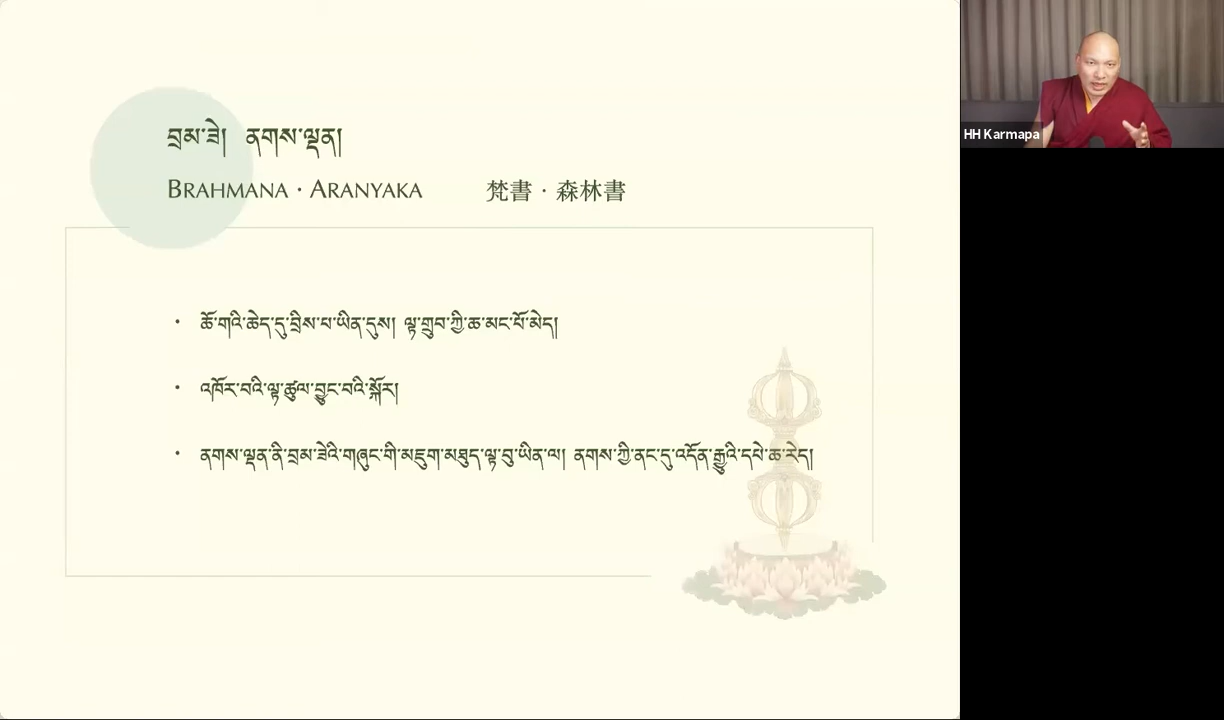 བྲམ་ཟེ། ནགས་ལྡན།
BRAHMANA · ARANYAKA 梵書 · 森林書
• ཆོ་གའི་ཆེད་དུ་བྲིས་པ་ཡིན་དུས། ལྟ་གྲུབ་ཀྱི་ཆ་མང་པོ་མེད།
• འཁོར་བའི་ལྟ་ཚུལ་བྱུང་བའི་སྐོར།
• ནགས་ལྡན་ནི་བྲམ་ཟེའི་གཞུང་གི་མཇུག་མཐུད་ལྟ་བུ་ཡིན་ལ། ནགས་ཀྱི་ནང་དུ་འདོན་རྒྱུའི་དཔེ་ཆ་རེད།
HH Karmapa